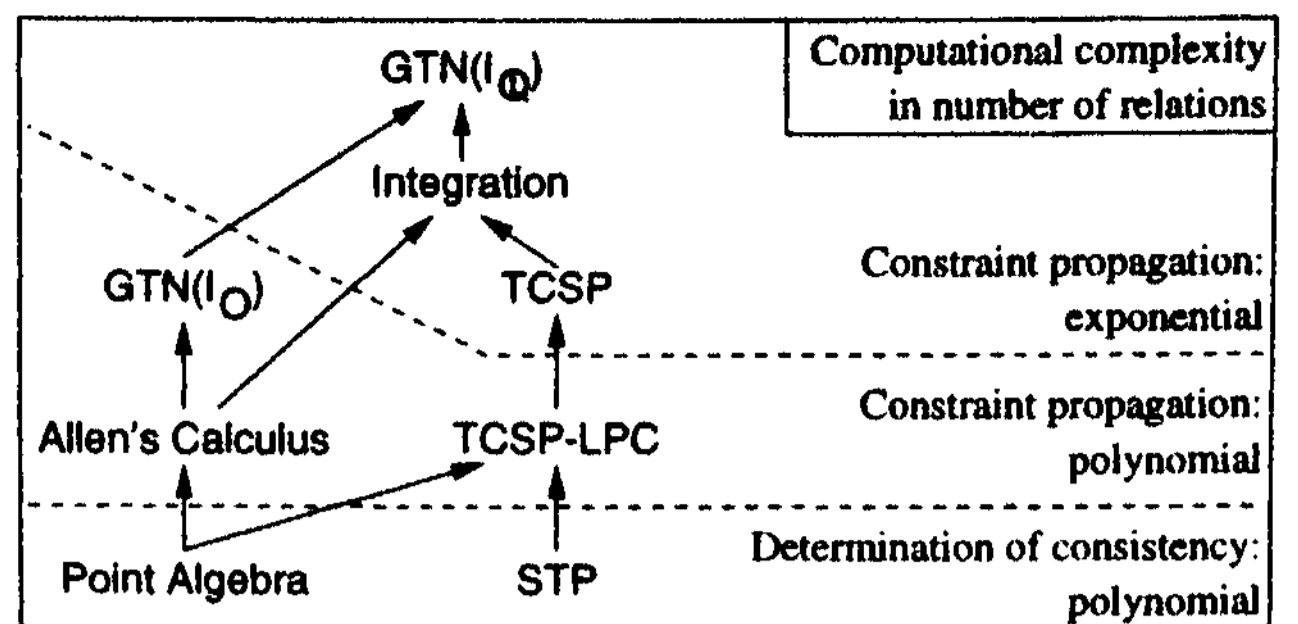 GTN(I_Q)
Computational complexity
in number of relations
Integration
GTN(I_O)
TCSP
Constraint propagation:
exponential
Allen's Calculus
TCSP-LPC
Constraint propagation:
polynomial
Point Algebra
STP
Determination of consistency:
polynomial